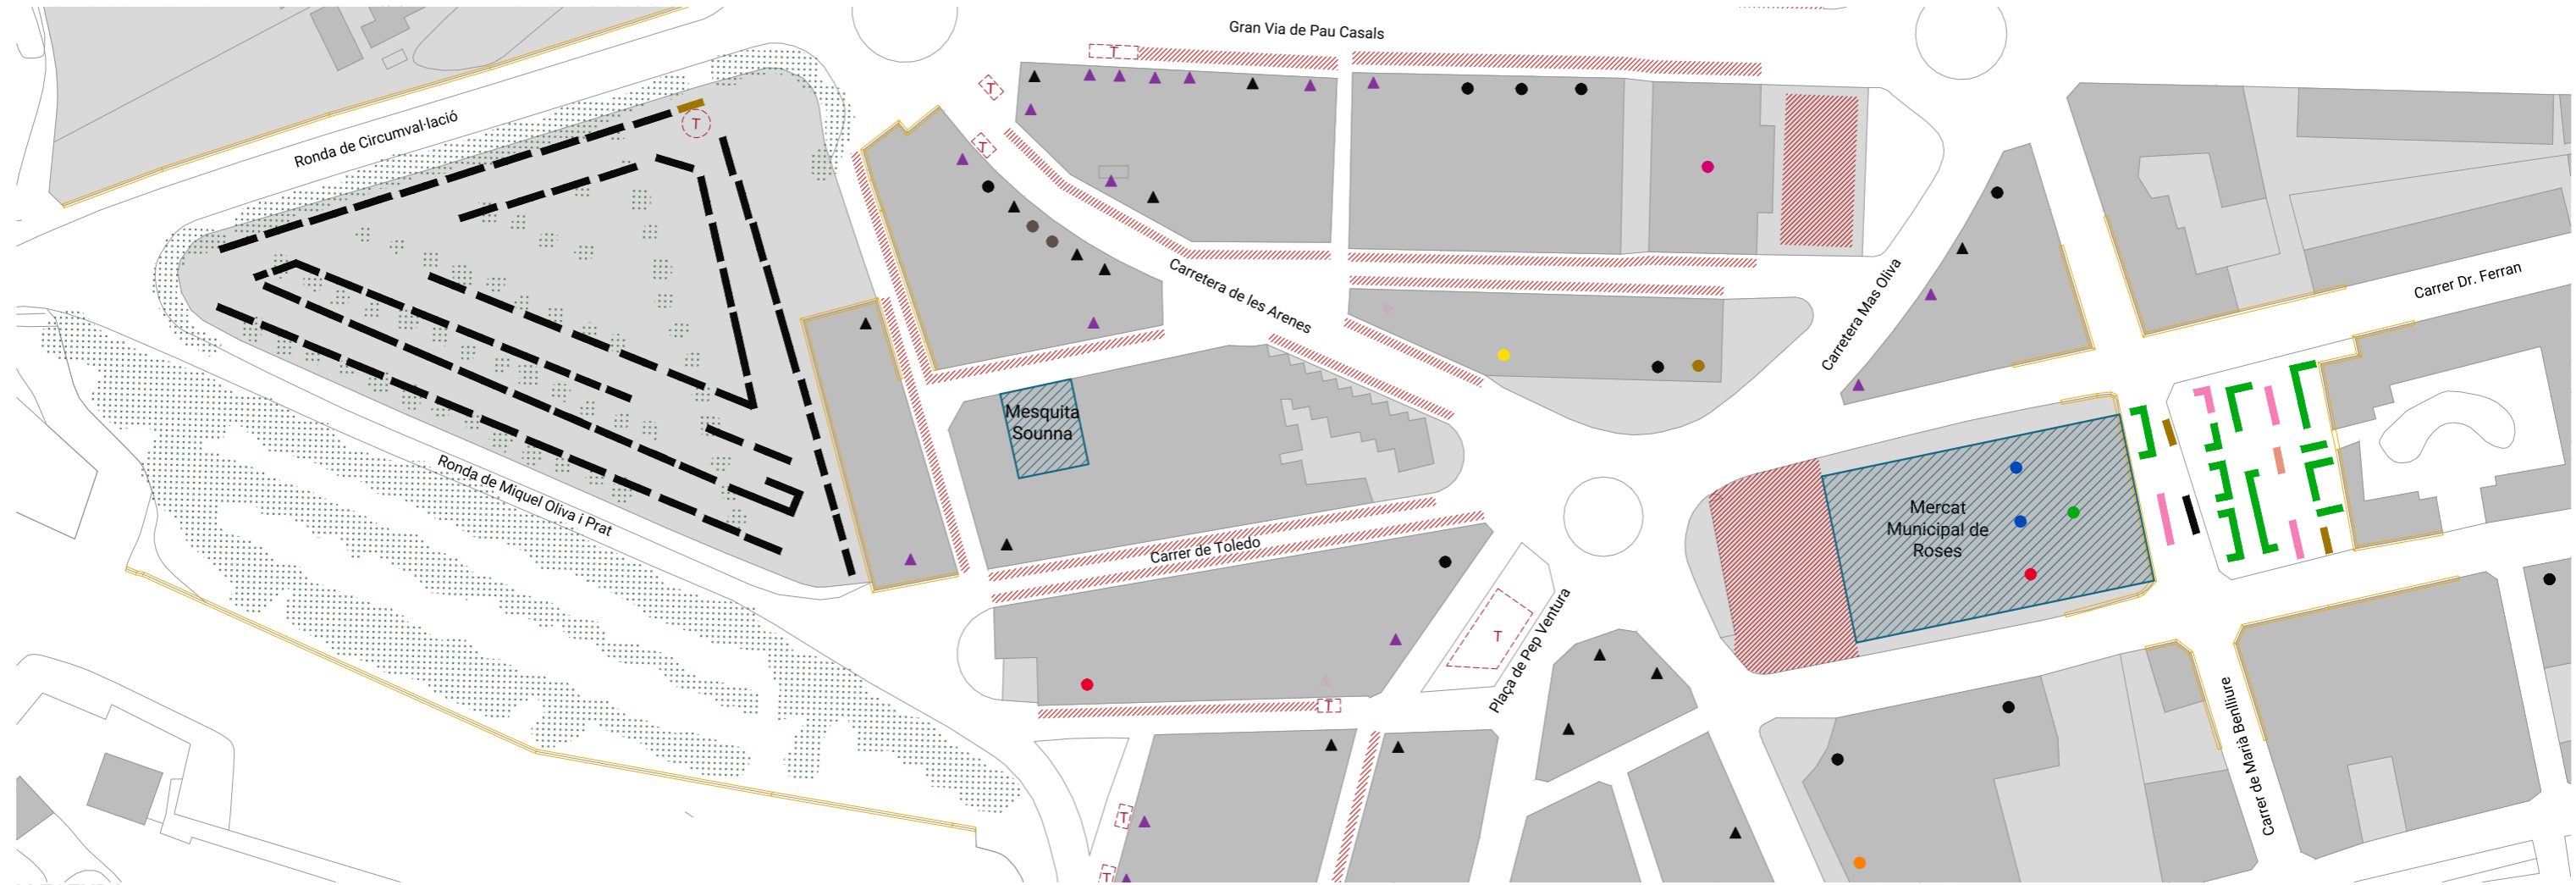 Gran Via de Pau Casals
T
T
T
T
Ronda de Circumval·lació
Carretera de les Arenes
Carretera Mas Oliva
Carrer Dr. Ferran
Mesquita
Sounna
Ronda de Miquel Oliva i Prat
Mercat
Municipal de
Roses
Carrer de Toledo
T
Plaça de Pep Ventura
T
Carrer de Marià Benlliure
T
T